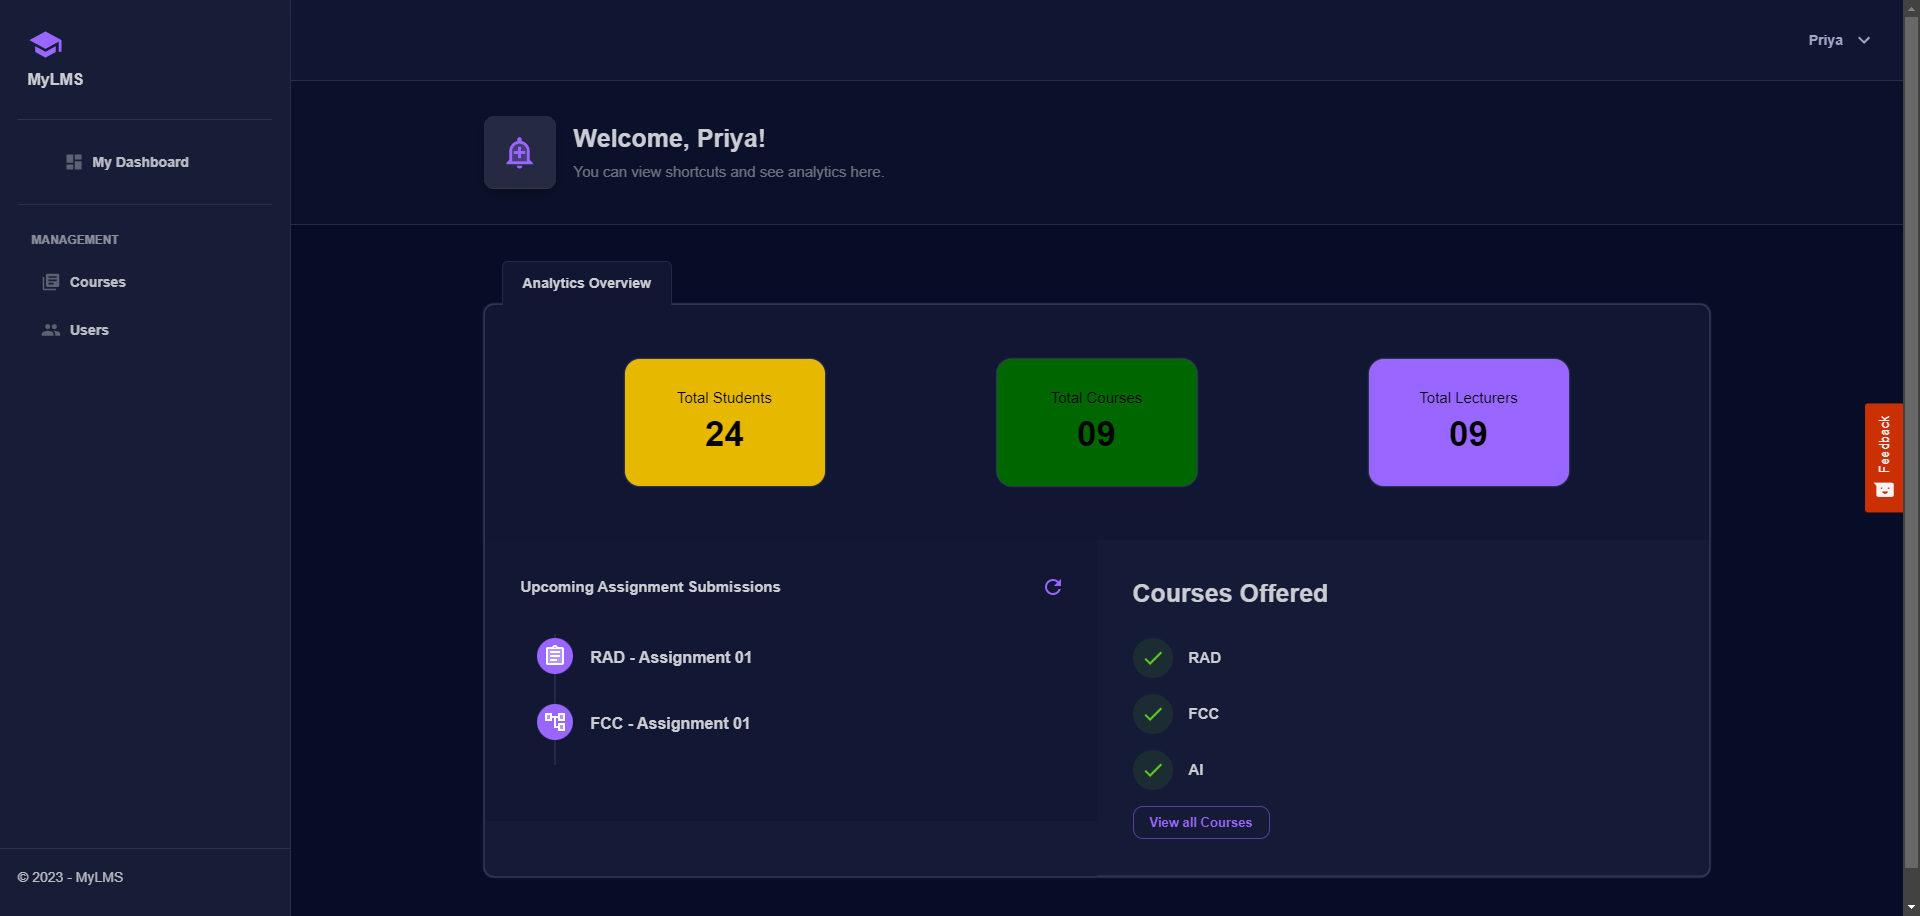 MyLMS
My Dashboard
MANAGEMENT
Courses
Users
© 2023 - MyLMS
Priya
Welcome, Priya!
You can view shortcuts and see analytics here.
Analytics Overview
Total Students
24
Total Courses
09
Total Lecturers
09
Upcoming Assignment Submissions
RAD - Assignment 01
FCC - Assignment 01
Courses Offered
RAD
FCC
AI
View all Courses
Feedback